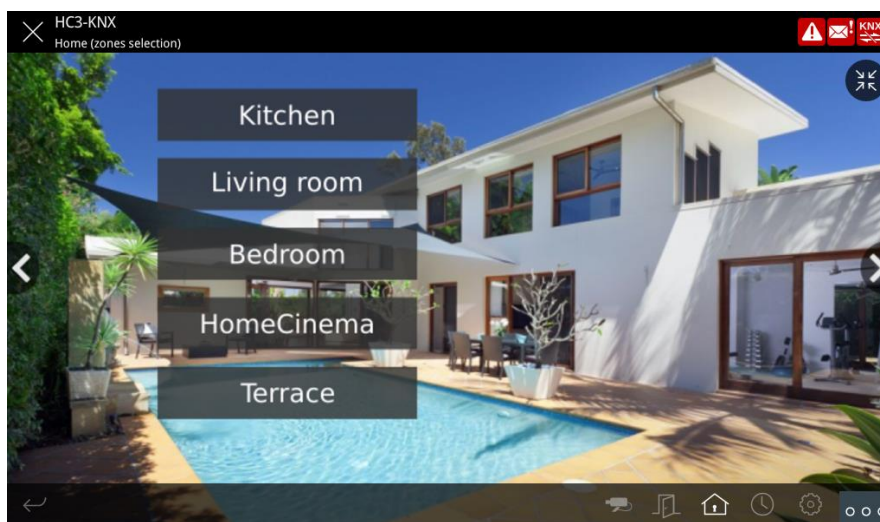 HC3-KNX
Home (zones selection)
KNX
Kitchen
Living room
Bedroom
HomeCinema
Terrace